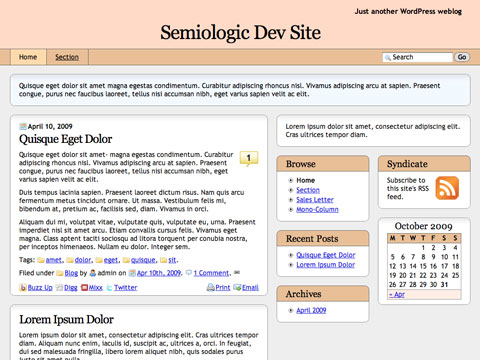 Just another WordPress weblog
Semiologic Dev Site
Home Section
Search Go
Quisque eget dolor sit amet magna egestas condimentum. Curabitur adipiscing rhoncus nisl. Vivamus adipiscing arcu at sapien. Praesent
congue, purus nec faucibus laoreet, tellus nisi accumsan nibh, eget varius sapien velit ac elit.
April 10, 2009
Quisque Eget Dolor
Quisque eget dolor sit amet- magna egestas condimentum. Curabitur
adipiscing rhoncus nisl. Vivamus adipiscing arcu at sapien. Praesent
congue, purus nec faucibus laoreet, tellus nisi accumsan nibh, eget
varius sapien velit ac elit.
1
Duis tempus lacinia sapien. Praesent laoreet dictum risus. Nam quis arcu
fermentum metus tincidunt ornare. Ut massa. Vestibulum felis mi,
bibendum at, pretium ac, facilisis sed, diam. Vivamus in orci.
Aliquam dui mi, volutpat vitae, vulputate quis, vulputate eu, urna. Praesent
imperdiet nisi sit amet arcu. Etiam convallis cursus felis. Vivamus eget
magna. Class aptent taciti sociosqu ad litora torquent per conubia nostra,
per inceptos himenaeos. Nullam eu dolor. Integer sem.
Tags: amet, dolor, eget, quisque, sit.
Filed under Blog by admin on Apr 10th, 2009. 1 Comment.
Buzz Up Digg Mixx Twitter Print Email
Lorem Ipsum Dolor
Lorem ipsum dolor sit amet, consectetuer adipiscing elit. Cras arcu. Duis
blandit, mauris id iaculis suscipit, ac ultrices a, orci. In feugiat, purus
dui malesuada fringilla, libero enim nonummy urna, sodales porttitor
Lorem ipsum dolor sit amet, consectetur adipiscing elit.
Cras ultrices tempor diam.
Browse
Home
Section
Sales Letter
Mono-Column
Recent Posts
Quisque Eget Dolor
Lorem Ipsum Dolor
Archives
April 2009
Syndicate
Subscribe to
this site's RSS
feed.
October 2009
M T W T F S S
1 2 3 4
5 6 7 8 9 10 11
12 13 14 15 16 17 18
19 20 21 22 23 24 25
26 27 28 29 30 31
« Apr